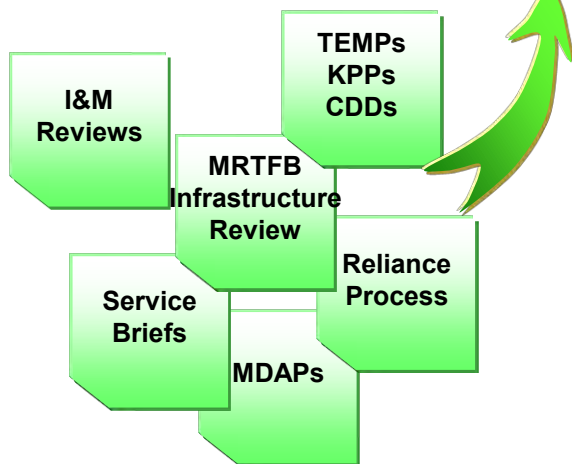 TEMPs
KPPs
CDDs
I&M
Reviews
MRTFB
Infrastructure
Review
Reliance
Process
Service
Briefs
MDAPs